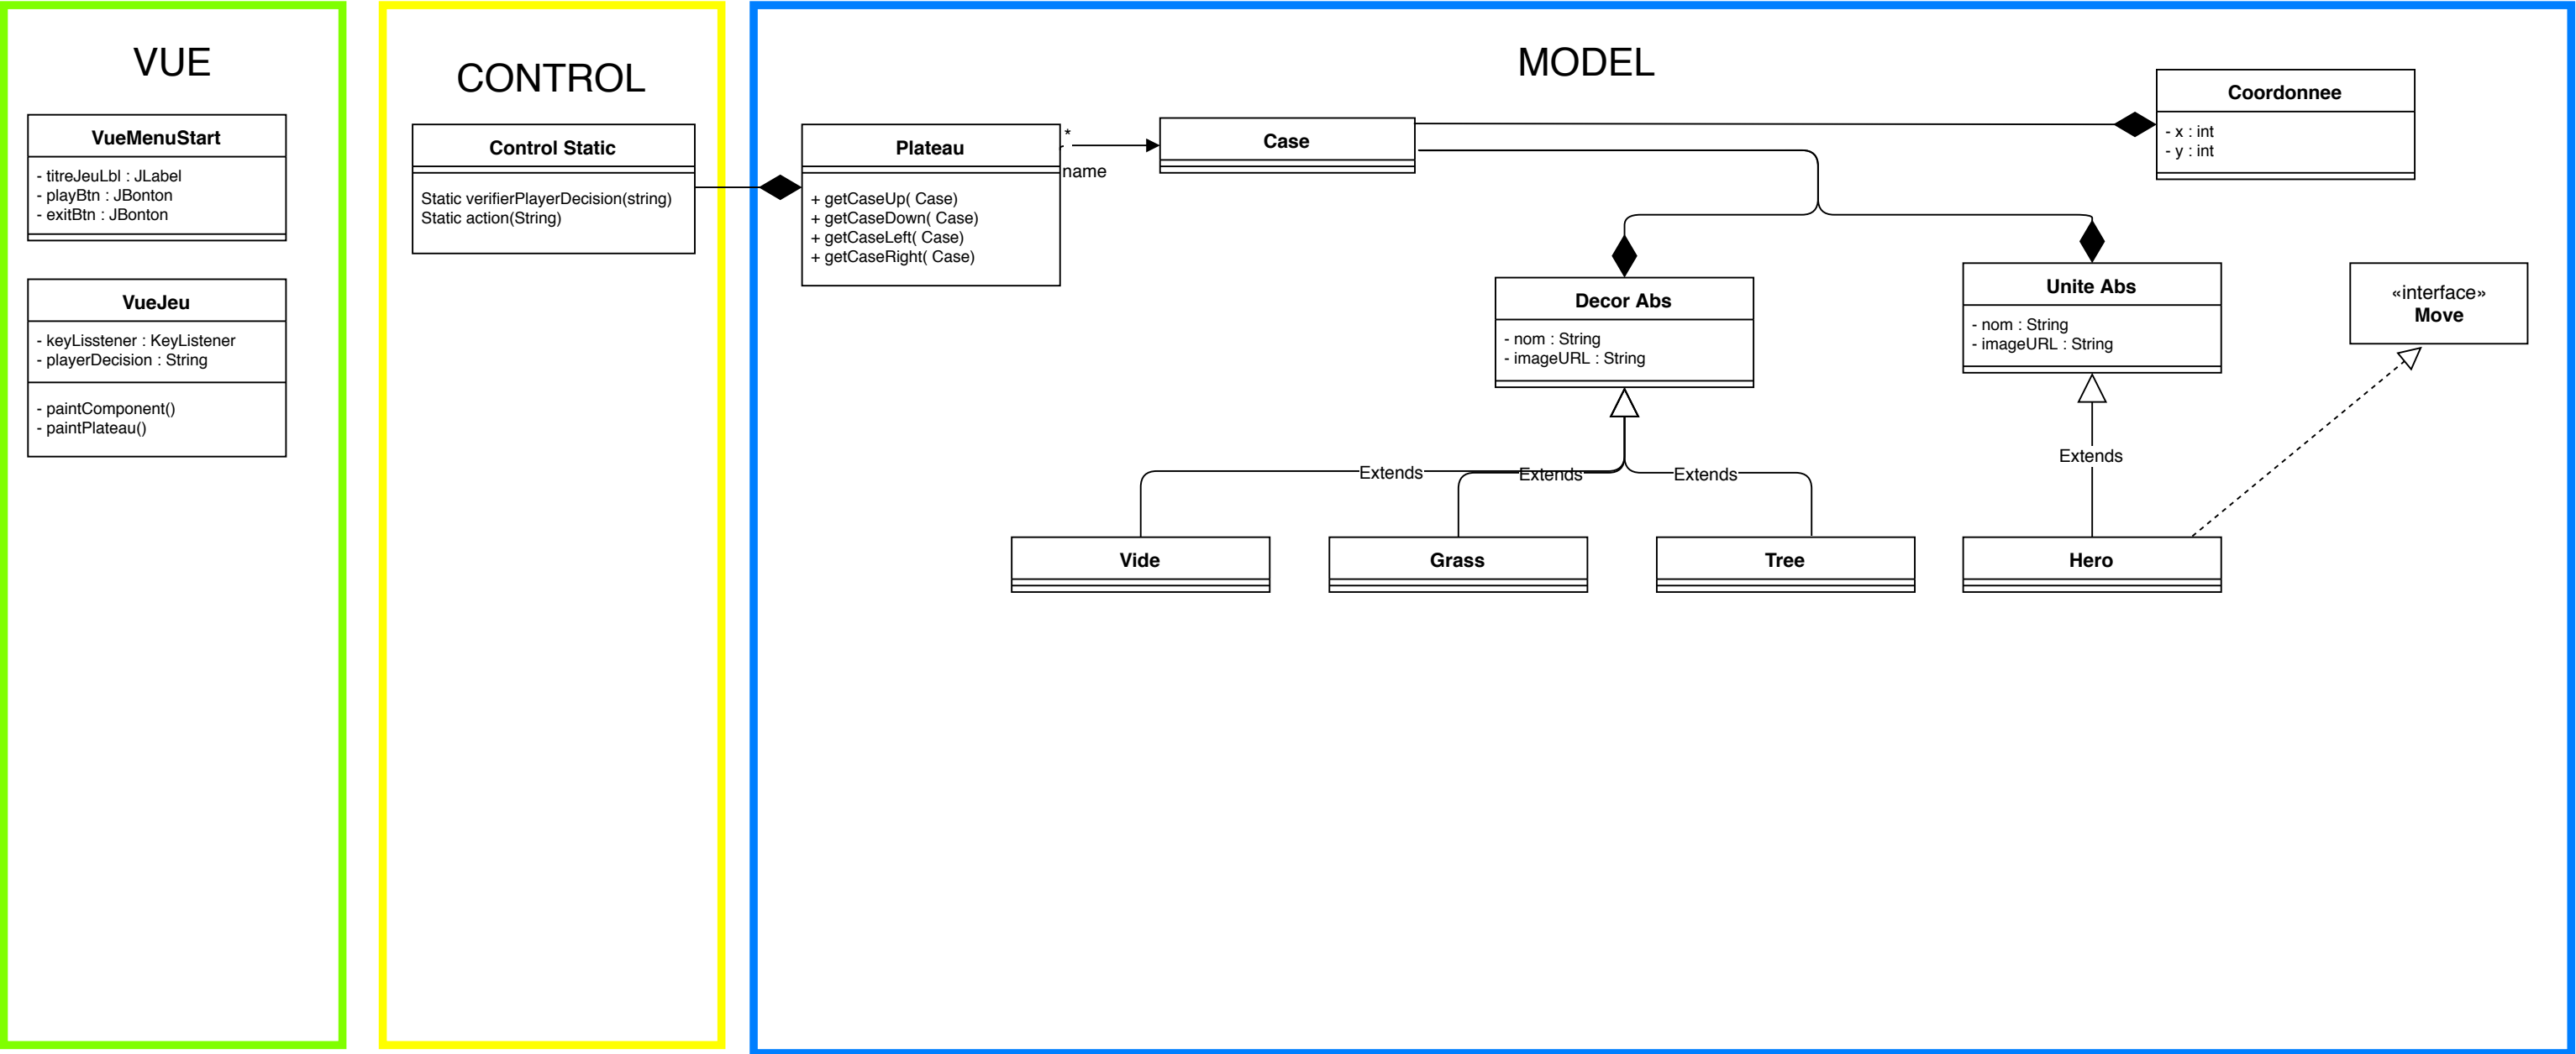 VUE
VueMenuStart
- titreJeuLbl : JLabel
- playBtn : JBonton
- exitBtn : JBonton
VueJeu
- keyLisstener : KeyListener
- playerDecision : String
- paintComponent()
- paintPlateau()
CONTROL
Control Static
Static verifierPlayerDecision(string)
Static action(String)
MODEL
Plateau
+ getCaseUp( Case)
+ getCaseDown( Case)
+ getCaseLeft( Case)
+ getCaseRight( Case)
*
name
Case
Coordonnee
- x : int
- y : int
Decor Abs
- nom : String
- imageURL : String
Unite Abs
- nom : String
- imageURL : String
«interface»
Move
Extends
Extends
Extends
Extends
Vide
Grass
Tree
Hero